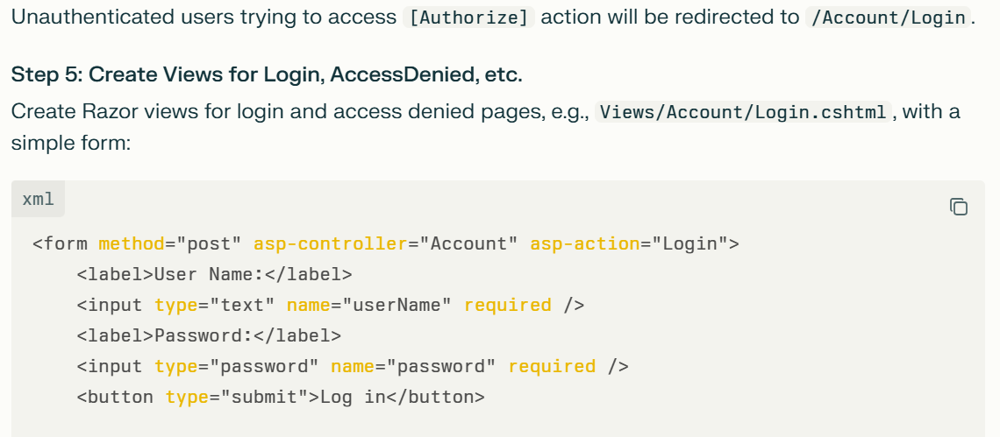 Unauthenticated users trying to access [Authorize] action will be redirected to /Account/Login.
Step 5: Create Views for Login, AccessDenied, etc.
Create Razor views for login and access denied pages, e.g., Views/Account/Login.cshtml, with a
simple form:
xml
<form method="post" asp-controller="Account" asp-action="Login">
    <label>User Name:</label>
    <input type="text" name="userName" required />
    <label>Password:</label>
    <input type="password" name="password" required />
    <button type="submit">Log in</button>